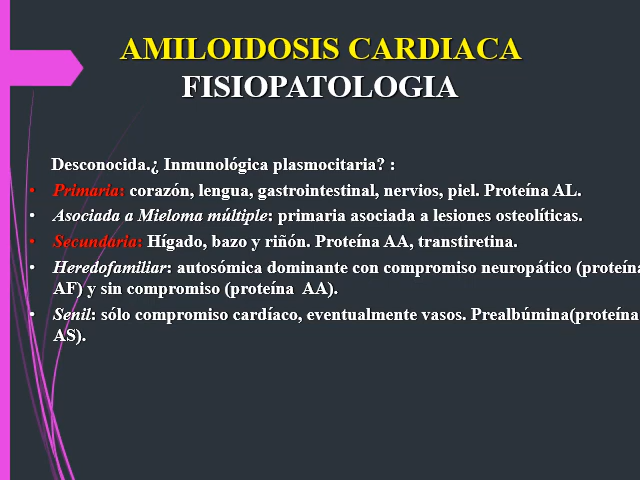 AMILOIDOSIS CARDIACA
FISIOPATOLOGIA
Desconocida.¿ Inmunológica plasmocitaria? :
• Primaria: corazón, lengua, gastrointestinal, nervios, piel. Proteína AL.
• Asociada a Mieloma múltiple: primaria asociada a lesiones osteolíticas.
• Secundaria: Hígado, bazo y riñón. Proteína AA, transtiretina.
• Heredofamiliar: autosómica dominante con compromiso neuropático (proteína
AF) y sin compromiso (proteína AA).
• Senil: sólo compromiso cardíaco, eventualmente vasos. Prealbúmina(proteína
AS).